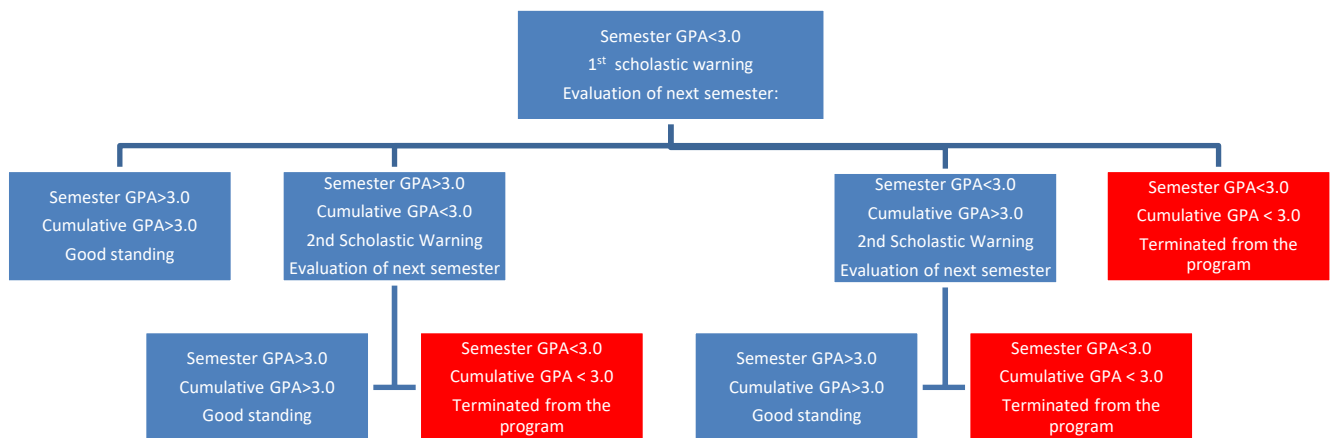 Semester GPA<3.0
1st scholastic warning
Evaluation of next semester:
Semester GPA>3.0
Cumulative GPA>3.0
Good standing
Semester GPA>3.0
Cumulative GPA<3.0
2nd Scholastic Warning
Evaluation of next semester
Semester GPA<3.0
Cumulative GPA>3.0
2nd Scholastic Warning
Evaluation of next semester
Semester GPA<3.0
Cumulative GPA < 3.0
Terminated from the
program
Semester GPA>3.0
Cumulative GPA>3.0
Good standing
Semester GPA<3.0
Cumulative GPA < 3.0
Terminated from the
program
Semester GPA>3.0
Cumulative GPA>3.0
Good standing
Semester GPA<3.0
Cumulative GPA < 3.0
Terminated from the
program